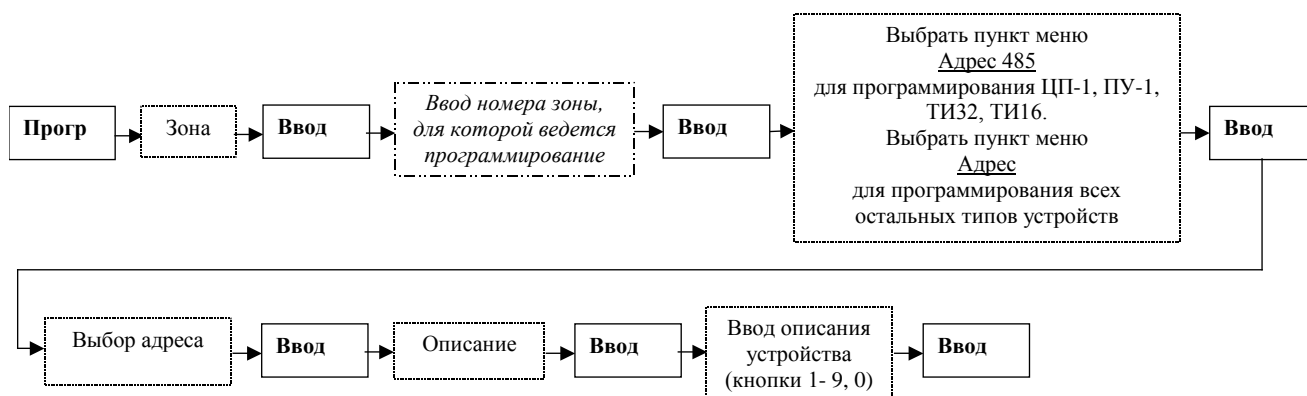 Прогр
Зона
Ввод
Ввод номера зоны,
для которой ведется
программирование
Ввод
Выбрать пункт меню
Адрес 485
для программирования ЦП-1, ПУ-1,
ТИ32, ТИ16.
Выбрать пункт меню
Адрес
для программирования всех
остальных типов устройств
Ввод
Выбор адреса
Ввод
Описание
Ввод
Ввод описания
устройства
(кнопки 1- 9, 0)
Ввод